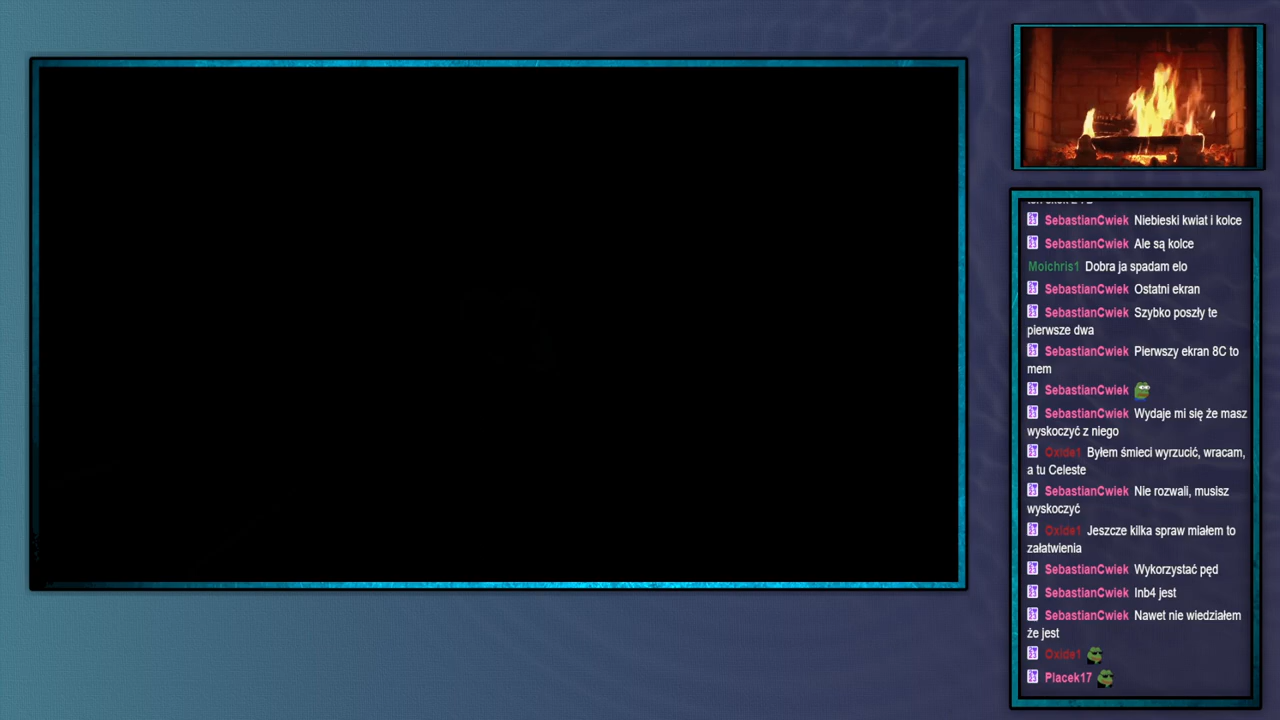 SebastianCwiek Niebieski kwiat i kolce
SebastianCwiek Ale są kolce
Moichris1 Dobra ja spadam elo
SebastianCwiek Ostatni ekran
SebastianCwiek Szybko poszły te
pierwsze dwa
SebastianCwiek Pierwszy ekran 8C to
mem
SebastianCwiek
SebastianCwiek Wydaje mi się że masz
wyskoczyć z niego
Oxide1 Byłem śmieci wyrzucić, wracam,
a tu Celeste
SebastianCwiek Nie rozwali, musisz
wyskoczyć
Oxide1 Jeszcze kilka spraw miałem to
załatwienia
SebastianCwiek Wykorzystać pęd
SebastianCwiek Inb4 jest
SebastianCwiek Nawet nie wiedziałem
że jest
Oxide1
Placek17